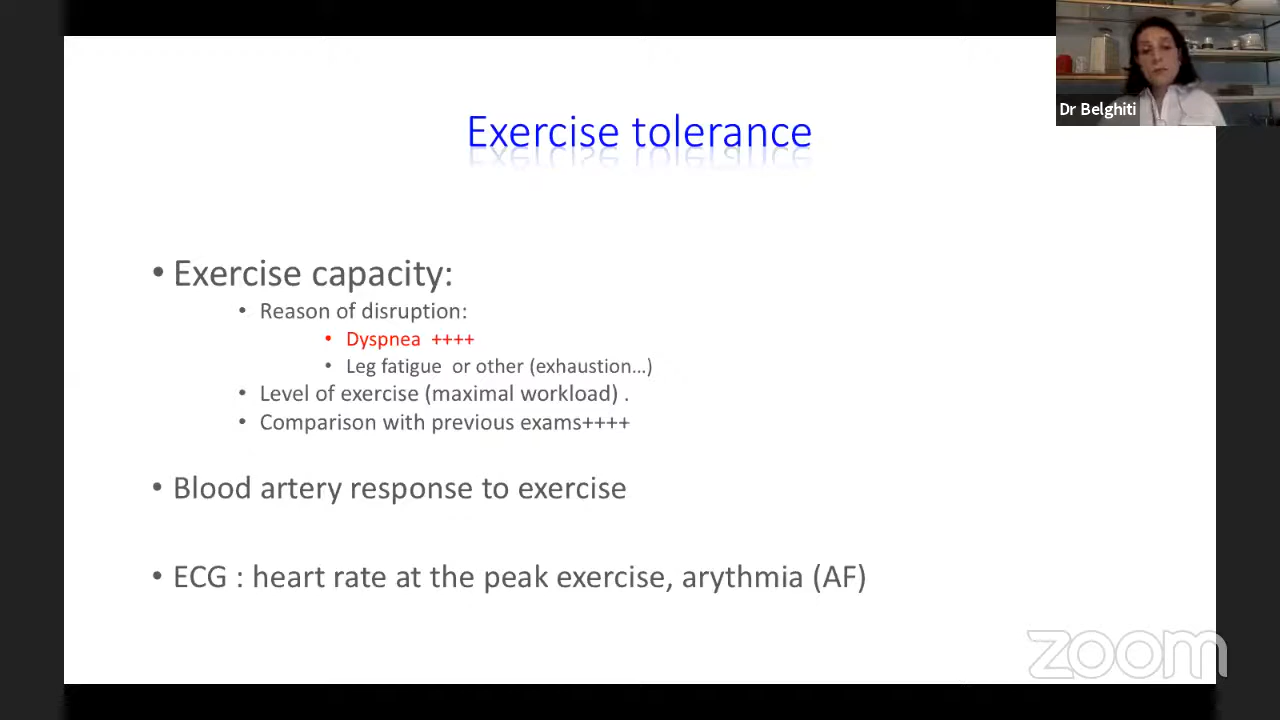 Dr Belghiti
Exercise tolerance
• Exercise capacity:
• Reason of disruption:
• Dyspnea ++++
• Leg fatigue or other (exhaustion...)
• Level of exercise (maximal workload) .
• Comparison with previous exams++++
• Blood artery response to exercise
• ECG : heart rate at the peak exercise, arythmia (AF)
zoom